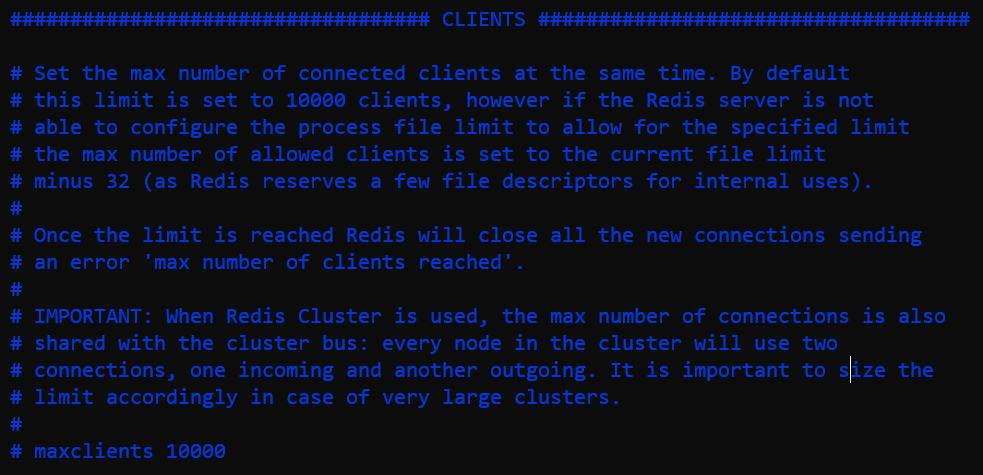 ################################### CLIENTS ####################################

# Set the max number of connected clients at the same time. By default
# this limit is set to 10000 clients, however if the Redis server is not
# able to configure the process file limit to allow for the specified limit
# the max number of allowed clients is set to the current file limit
# minus 32 (as Redis reserves a few file descriptors for internal uses).
#
# Once the limit is reached Redis will close all the new connections sending
# an error 'max number of clients reached'.
#
# IMPORTANT: When Redis Cluster is used, the max number of connections is also
# shared with the cluster bus: every node in the cluster will use two
# connections, one incoming and another outgoing. It is important to size the
# limit accordingly in case of very large clusters.
#
# maxclients 10000